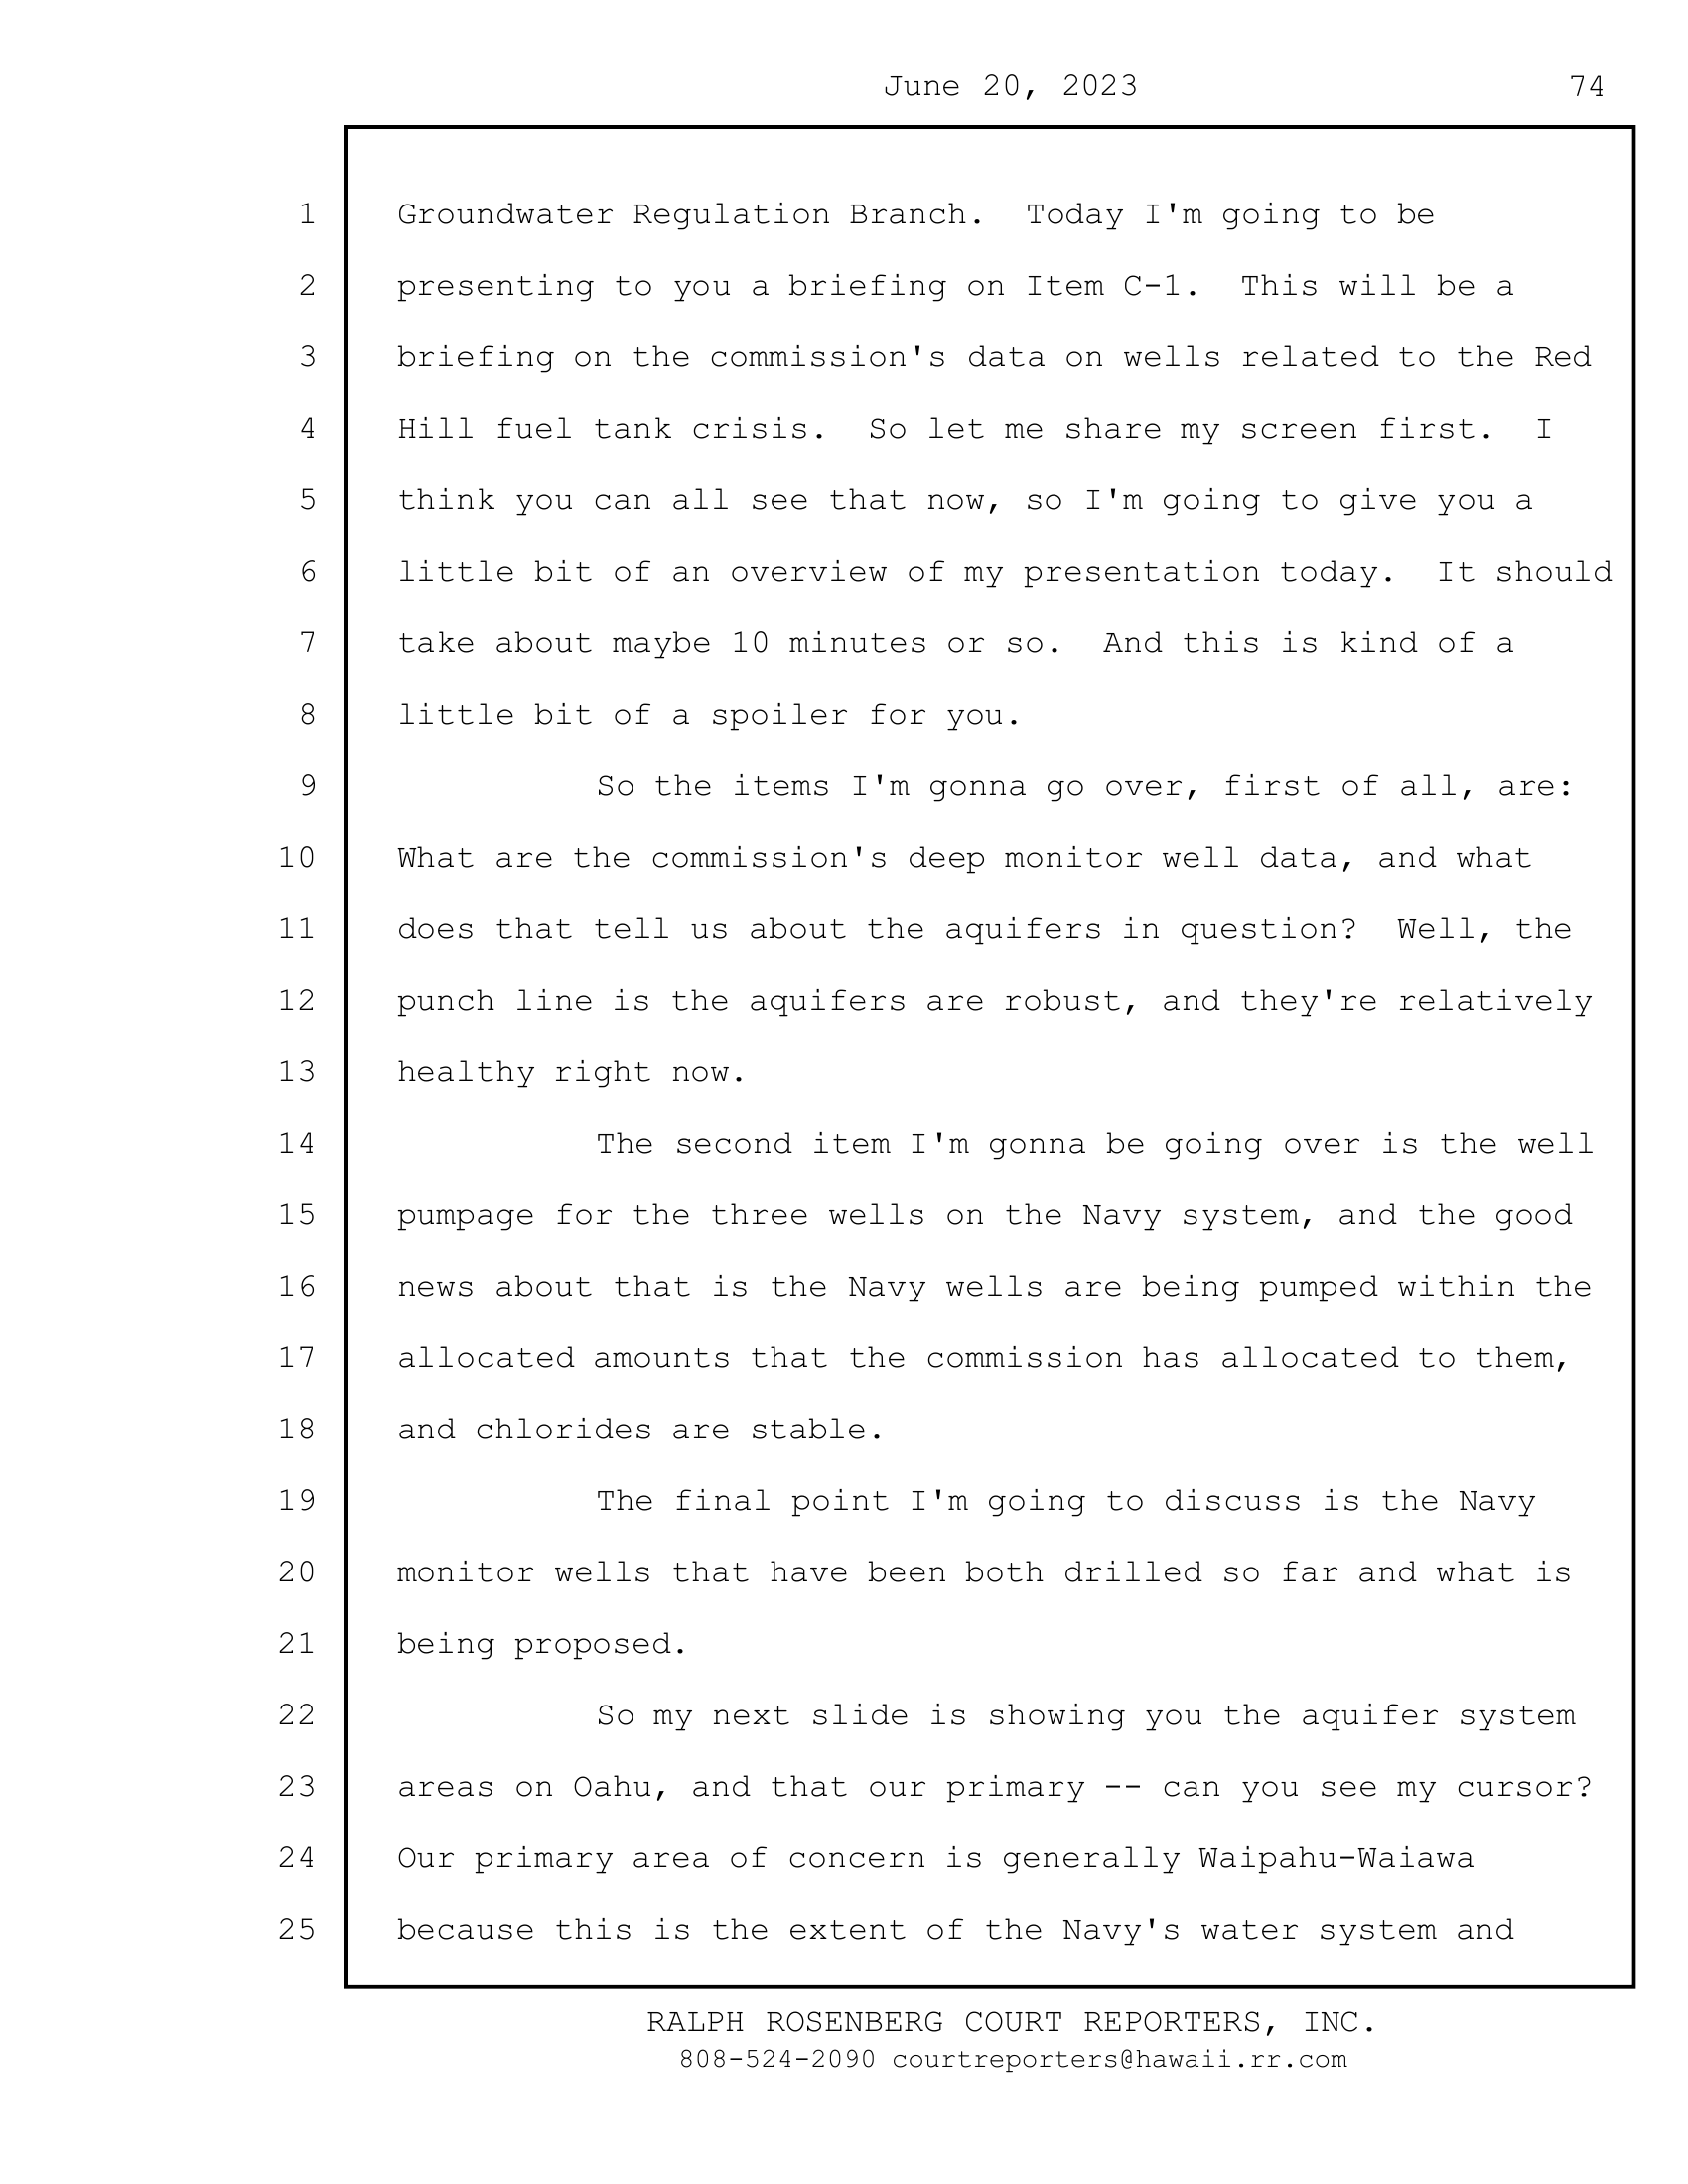 June 20, 2023 74
1 Groundwater Regulation Branch.  Today I'm going to be
2 presenting to you a briefing on Item C-1.  This will be a
3 briefing on the commission's data on wells related to the Red
4 Hill fuel tank crisis.  So let me share my screen first.  I
5 think you can all see that now, so I'm going to give you a
6 little bit of an overview of my presentation today.  It should
7 take about maybe 10 minutes or so.  And this is kind of a
8 little bit of a spoiler for you.
9 So the items I'm gonna go over, first of all, are:
10 What are the commission's deep monitor well data, and what
11 does that tell us about the aquifers in question?  Well, the
12 punch line is the aquifers are robust, and they're relatively
13 healthy right now.
14 The second item I'm gonna be going over is the well
15 pumpage for the three wells on the Navy system, and the good
16 news about that is the Navy wells are being pumped within the
17 allocated amounts that the commission has allocated to them,
18 and chlorides are stable.
19 The final point I'm going to discuss is the Navy
20 monitor wells that have been both drilled so far and what is
21 being proposed.
22 So my next slide is showing you the aquifer system
23 areas on Oahu, and that our primary -- can you see my cursor?
24 Our primary area of concern is generally Waipahu-Waiawa
25 because this is the extent of the Navy's water system and
RALPH ROSENBERG COURT REPORTERS, INC.
808-524-2090 courtreporters@hawaii.rr.com